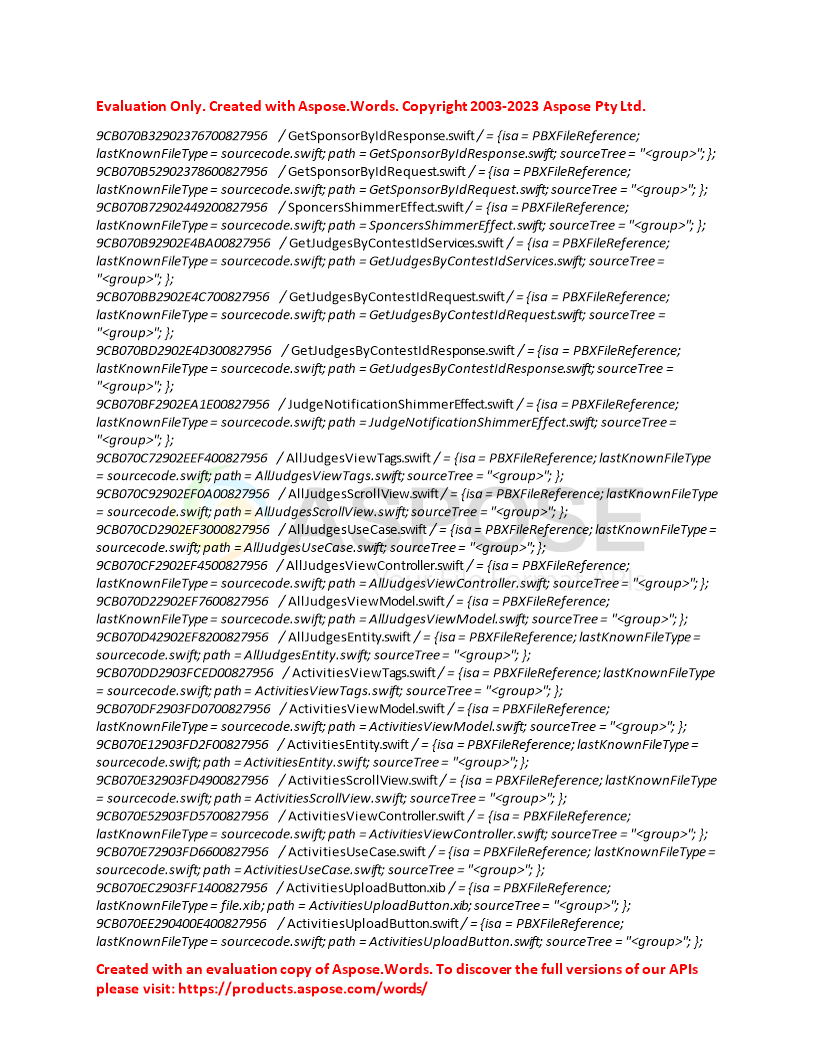 Evaluation Only. Created with Aspose.Words. Copyright 2003-2023 Aspose Pty Ltd.
9CB070B32902376700827956 / GetSponsorByIdResponse.swift / = {isa = PBXFileReference;
lastKnownFileType = sourcecode.swift; path = GetSponsorByIdResponse.swift; sourceTree = "<group>"; };
9CB070B52902378600827956 / GetSponsorByIdRequest.swift / = {isa = PBXFileReference;
lastKnownFileType = sourcecode.swift; path = GetSponsorByIdRequest.swift; sourceTree = "<group>"; };
9CB070B72902449200827956 / SponcersShimmerEffect.swift / = {isa = PBXFileReference;
lastKnownFileType = sourcecode.swift; path = SponcersShimmerEffect.swift; sourceTree = "<group>"; };
9CB070B92902E4BA00827956 / GetJudgesByContestIdServices.swift / = {isa = PBXFileReference;
lastKnownFileType = sourcecode.swift; path = GetJudgesByContestIdServices.swift; sourceTree =
"<group>"; };
9CB070BB2902E4C700827956 / GetJudgesByContestIdRequest.swift / = {isa = PBXFileReference;
lastKnownFileType = sourcecode.swift; path = GetJudgesByContestIdRequest.swift; sourceTree =
"<group>"; };
9CB070BD2902E4D300827956 / GetJudgesByContestIdResponse.swift / = {isa = PBXFileReference;
lastKnownFileType = sourcecode.swift; path = GetJudgesByContestIdResponse.swift; sourceTree =
"<group>"; };
9CB070BF2902EA1E00827956 / JudgeNotificationShimmerEffect.swift / = {isa = PBXFileReference;
lastKnownFileType = sourcecode.swift; path = JudgeNotificationShimmerEffect.swift; sourceTree =
"<group>"; };
9CB070C72902EEF400827956 / AllJudgesViewTags.swift / = {isa = PBXFileReference; lastKnownFileType
= sourcecode.swift; path = AllJudgesViewTags.swift; sourceTree = "<group>"; };
9CB070C92902EF0A00827956 / AllJudgesScrollView.swift / = {isa = PBXFileReference; lastKnownFileType
= sourcecode.swift; path = AllJudgesScrollView.swift; sourceTree = "<group>"; };
9CB070CD2902EF3000827956 / AllJudgesUseCase.swift / = {isa = PBXFileReference; lastKnownFileType =
sourcecode.swift; path = AllJudgesUseCase.swift; sourceTree = "<group>"; };
9CB070CF2902EF4500827956 / AllJudgesViewController.swift / = {isa = PBXFileReference;
lastKnownFileType = sourcecode.swift; path = AllJudgesViewController.swift; sourceTree = "<group>"; };
9CB070D22902EF7600827956 / AllJudgesViewModel.swift / = {isa = PBXFileReference;
lastKnownFileType = sourcecode.swift; path = AllJudgesViewModel.swift; sourceTree = "<group>"; };
9CB070D42902EF8200827956 / AllJudgesEntity.swift / = {isa = PBXFileReference; lastKnownFileType =
sourcecode.swift; path = AllJudgesEntity.swift; sourceTree = "<group>"; };
9CB070DD2903FCED00827956 / ActivitiesViewTags.swift / = {isa = PBXFileReference; lastKnownFileType
= sourcecode.swift; path = ActivitiesViewTags.swift; sourceTree = "<group>"; };
9CB070DF2903FD0700827956 / ActivitiesViewModel.swift / = {isa = PBXFileReference;
lastKnownFileType = sourcecode.swift; path = ActivitiesViewModel.swift; sourceTree = "<group>"; };
9CB070E12903FD2F00827956 / ActivitiesEntity.swift / = {isa = PBXFileReference; lastKnownFileType =
sourcecode.swift; path = ActivitiesEntity.swift; sourceTree = "<group>"; };
9CB070E32903FD4900827956 / ActivitiesScrollView.swift / = {isa = PBXFileReference; lastKnownFileType
= sourcecode.swift; path = ActivitiesScrollView.swift; sourceTree = "<group>"; };
9CB070E52903FD5700827956 / ActivitiesViewController.swift / = {isa = PBXFileReference;
lastKnownFileType = sourcecode.swift; path = ActivitiesViewController.swift; sourceTree = "<group>"; };
9CB070E72903FD6600827956 / ActivitiesUseCase.swift / = {isa = PBXFileReference; lastKnownFileType =
sourcecode.swift; path = ActivitiesUseCase.swift; sourceTree = "<group>"; };
9CB070EC2903FF1400827956 / ActivitiesUploadButton.xib / = {isa = PBXFileReference;
lastKnownFileType = file.xib; path = ActivitiesUploadButton.xib; sourceTree = "<group>"; };
9CB070EE290400E400827956 / ActivitiesUploadButton.swift / = {isa = PBXFileReference;
lastKnownFileType = sourcecode.swift; path = ActivitiesUploadButton.swift; sourceTree = "<group>"; };
ASPOSE
Created with an evaluation copy of Aspose.Words. To discover the full versions of our APIs
please visit: https://products.aspose.com/words/